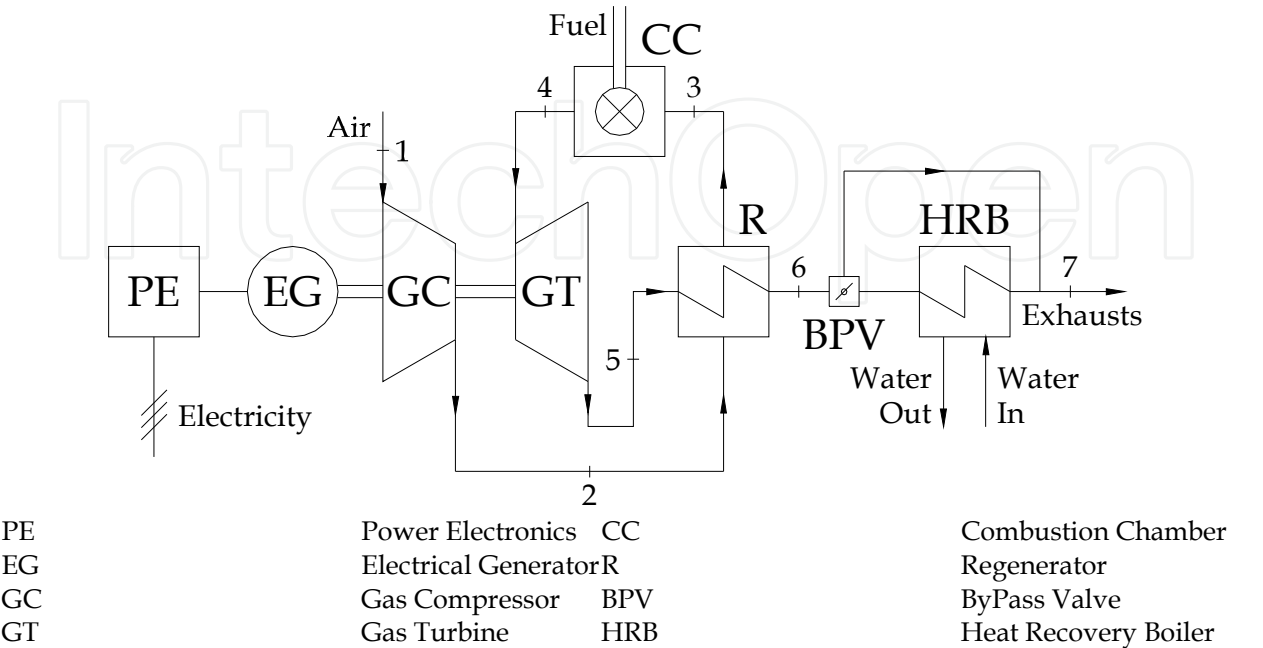 IntechOpen
Fuel
CC
4
3
Air
1
R
HRB
PE
EG
GC
GT
6
7
BPV
Exhausts
5
Water
Out
Water
In
Electricity
2
PE Power Electronics CC Combustion Chamber
EG Electrical Generator R Regenerator
GC Gas Compressor BPV ByPass Valve
GT Gas Turbine HRB Heat Recovery Boiler